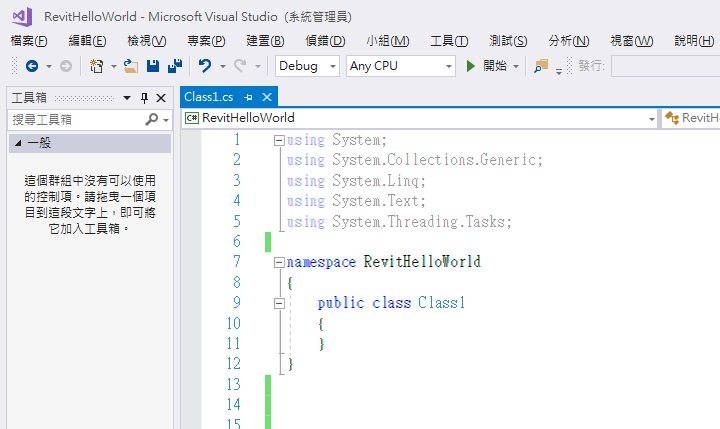 RevitHelloWorld - Microsoft Visual Studio (系統管理員)
檔案(F) 編輯(E) 檢視(V) 專案(P) 建置(B) 偵錯(D) 小組(M) 工具(T) 測試(S) 分析(N) 視窗(W) 說明(H)
Debug Any CPU 開始 發行:
工具箱
Class1.cs
搜尋工具箱
C# RevitHelloWorld
RevitH
一般
這個群組中沒有可以使用
的控制項。請拖曳一個項
目到這段文字上，即可將
它加入工具箱。
1 using System;
2 using System.Collections.Generic;
3 using System.Linq;
4 using System.Text;
5 using System.Threading.Tasks;
6
7 namespace RevitHelloWorld
8 {
9 public class Class1
10 {
11 }
12 }
13
14
15